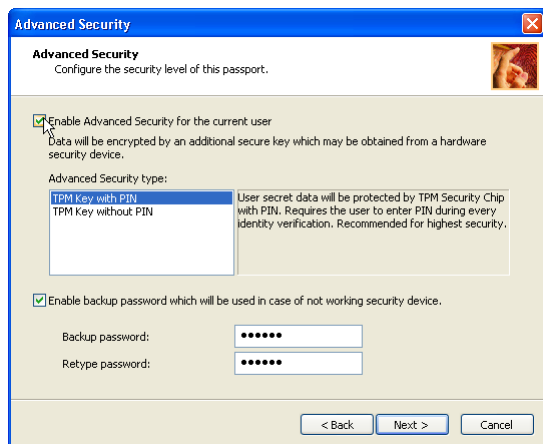 Advanced Security
Advanced Security
Configure the security level of this passport.
Enable Advanced Security for the current user
Data will be encrypted by an additional secure key which may be obtained from a hardware
security device.
Advanced Security type:
TPM Key with PIN
TPM Key without PIN
User secret data will be protected by TPM Security Chip
with PIN. Requires the user to enter PIN during every
identity verification. Recommended for highest security.
Enable backup password which will be used in case of not working security device.
Backup password:
●●●●●●
Retype password:
●●●●●●
< Back
Next >
Cancel